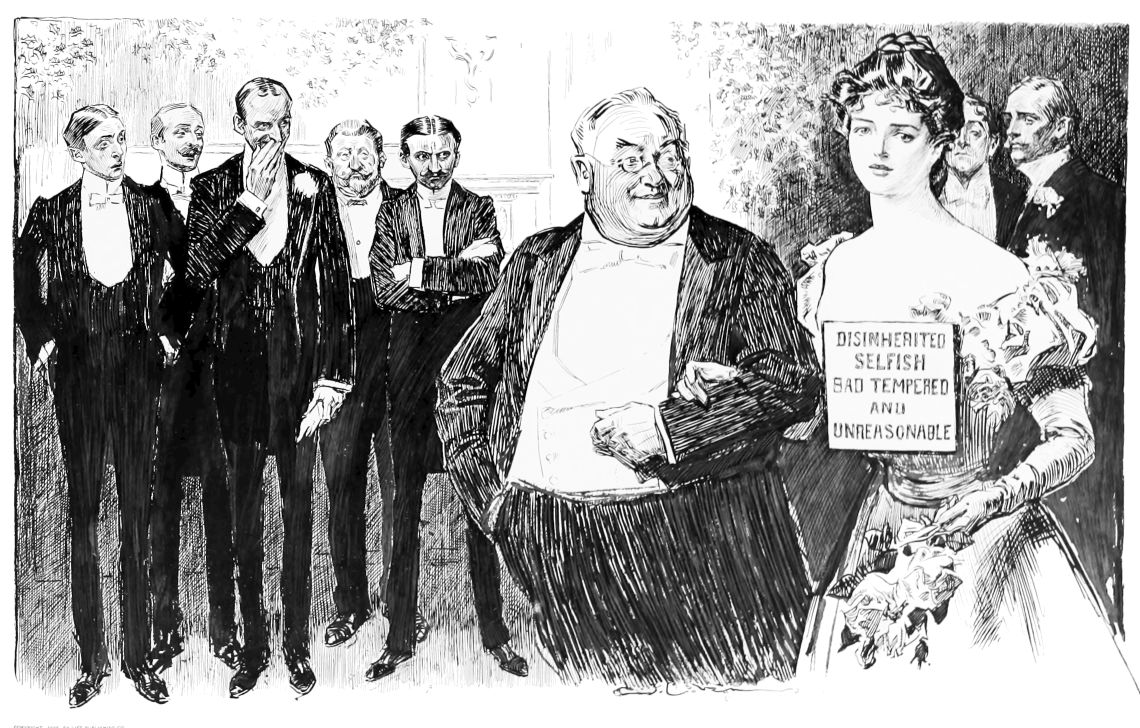 DISINHERITED
SELFISH
BAD TEMPERED
AND
UNREASONABLE